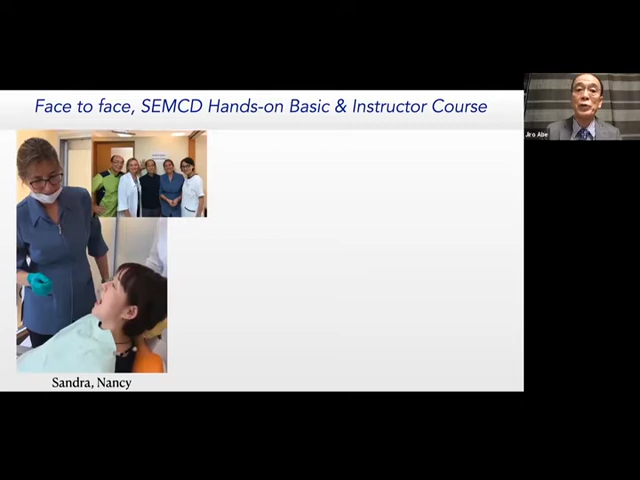 Face to face, SEMCD Hands-on Basic & Instructor Course
Jiro Abe
Sandra, Nancy